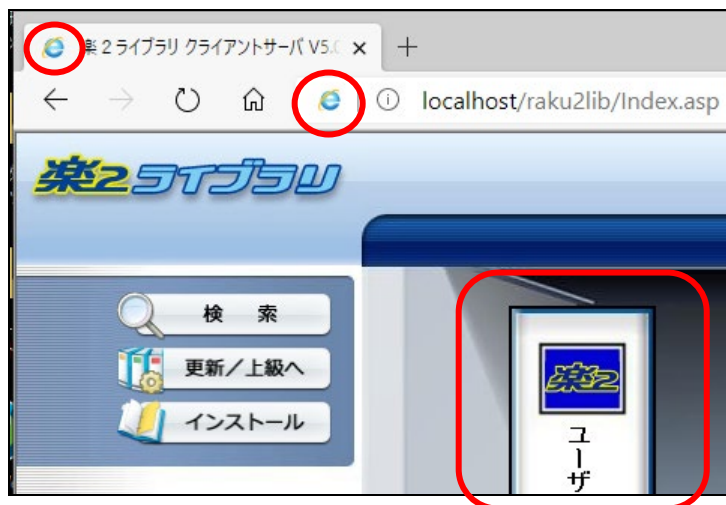 楽2ライブラリ クライアントサーバ V5.0
localhost/raku2lib/Index.asp
楽2ライブラリ
検 索
更新/上級へ
インストール
楽2
ユーザ